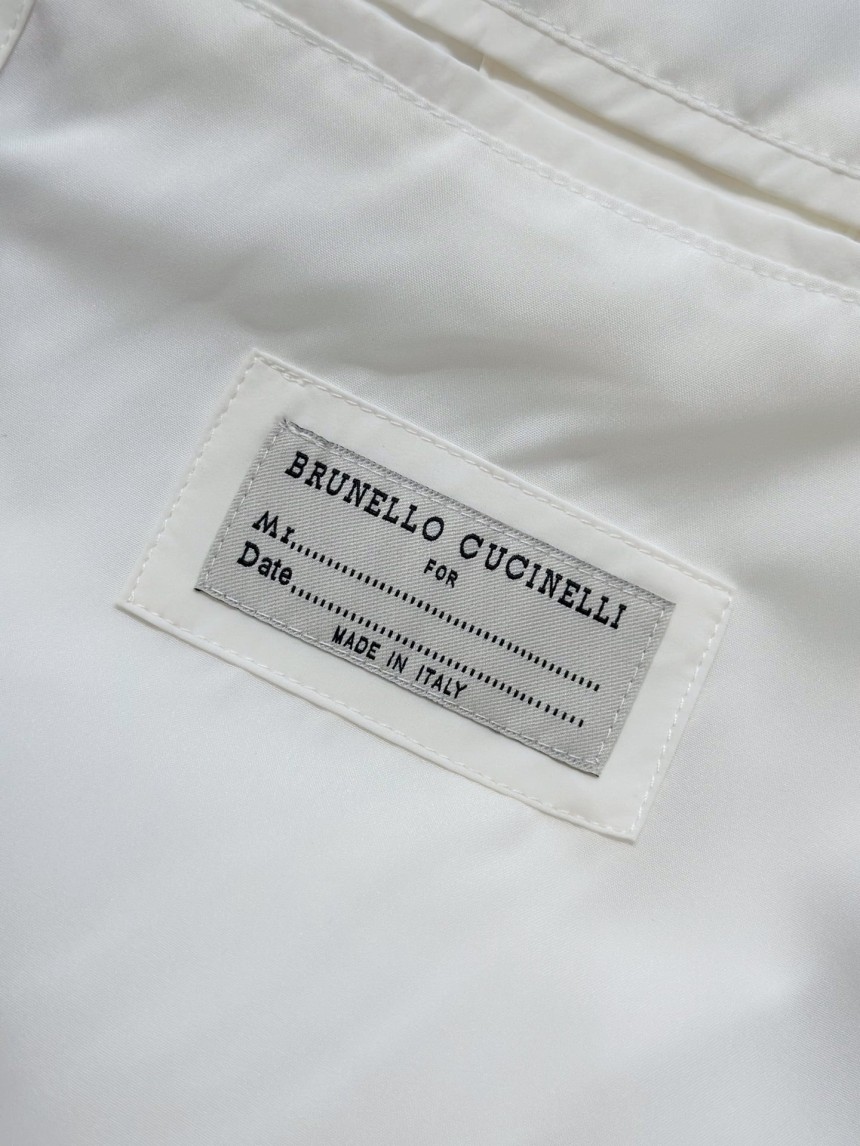 BRUNELLO CUCINELLI
FOR
Mr..............................................
Date..............................................
MADE IN ITALY